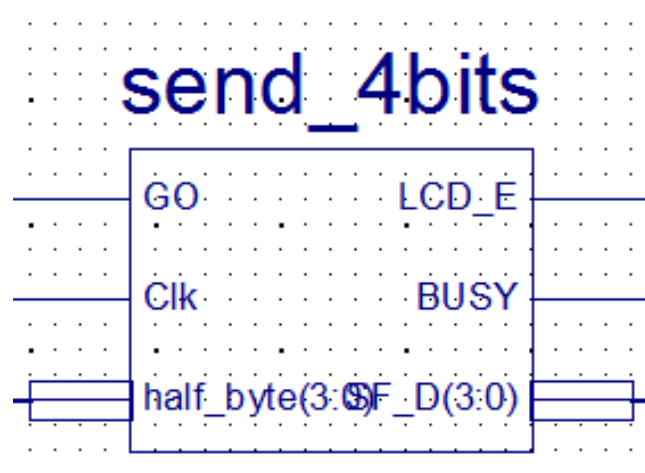 send_4bits
GO LCD_E
Clk BUSY
half_byte(3:0) SF_D(3:0)